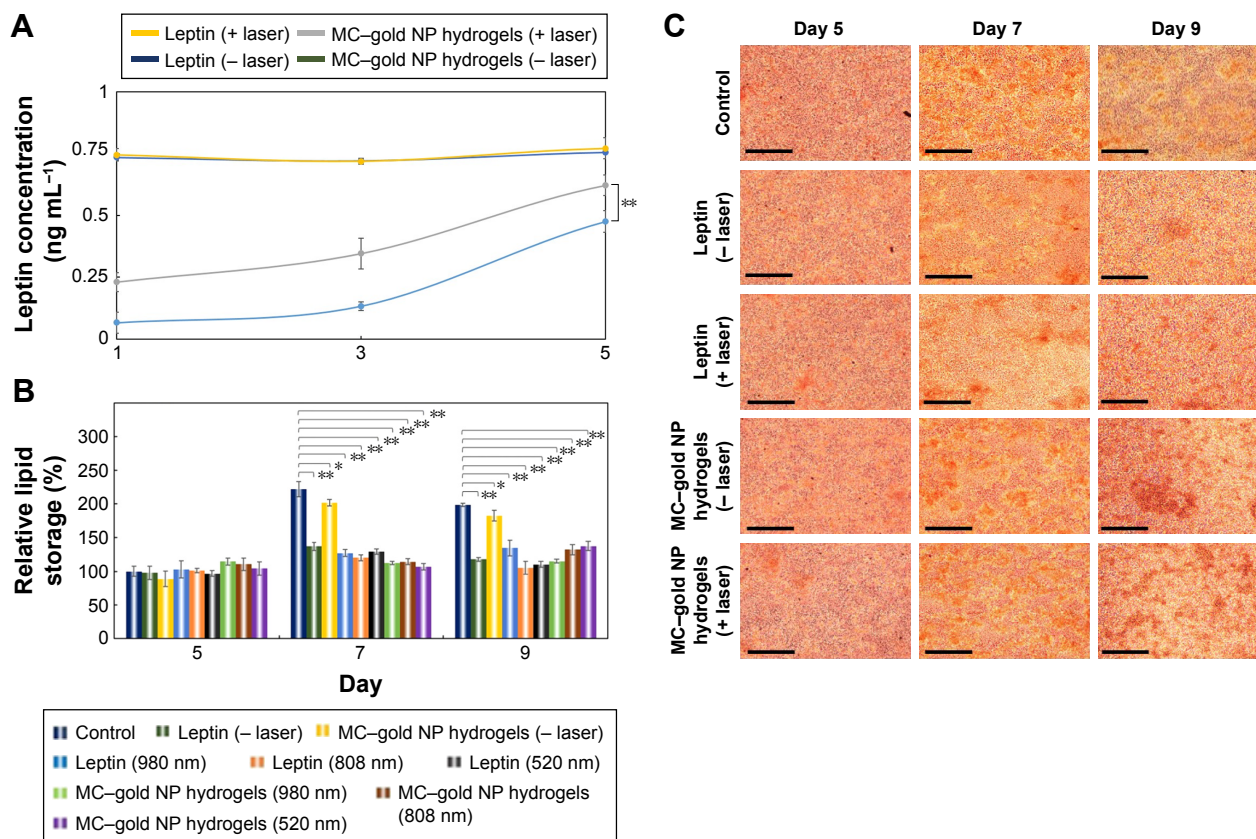 A
Leptin (+ laser)
MC–gold NP hydrogels (+ laser)
Leptin (– laser)
MC–gold NP hydrogels (– laser)
Leptin concentration
(ng mL⁻¹)
1
0.75
0.5
0.25
0
**
1
3
5
B
Relative lipid
storage (%)
300
250
200
150
100
50
0
**
**
**
**
**
**
*
**
**
**
**
**
**
**
*
**
5
7
9
Day
Control
Leptin (– laser)
MC–gold NP hydrogels (– laser)
Leptin (980 nm)
Leptin (808 nm)
Leptin (520 nm)
MC–gold NP hydrogels (980 nm)
MC–gold NP hydrogels
(808 nm)
MC–gold NP hydrogels (520 nm)
C
Day 5
Day 7
Day 9
Control
Leptin
(– laser)
Leptin
(+ laser)
MC–gold NP
hydrogels
(– laser)
MC–gold NP
hydrogels
(+ laser)